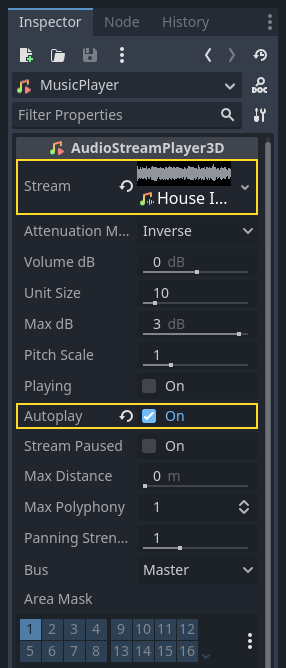 Inspector Node History
MusicPlayer DOC
Filter Properties
AudioStreamPlayer3D
Stream House I...
Attenuation M... Inverse
Volume dB 0 dB
Unit Size 10
Max dB 3 dB
Pitch Scale 1
Playing On
Autoplay On
Stream Paused On
Max Distance 0 m
Max Polyphony 1
Panning Stren... 1
Bus Master
Area Mask
1 2 3 4 9 10 11 12
5 6 7 8 13 14 15 16